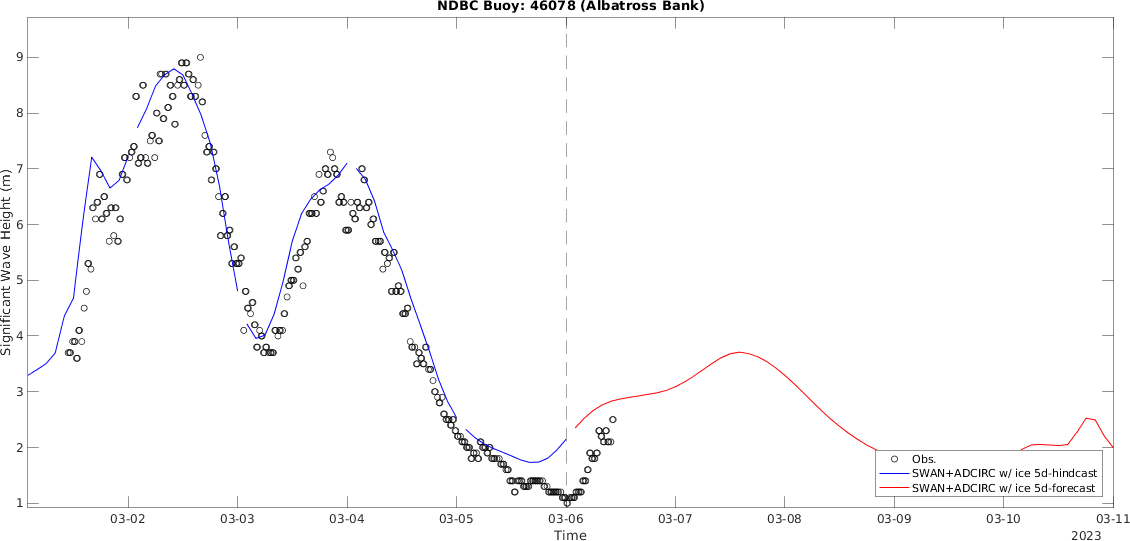 NDBC Buoy: 46078 (Albatross Bank)
9
8
7
6
5
4
3
2
1
Significant Wave Height (m)
Obs.
SWAN+ADCIRC w/ ice 5d-hindcast
SWAN+ADCIRC w/ ice 5d-forecast
03-02 03-03 03-04 03-05 03-06 03-07 03-08 03-09 03-10 03-11
Time
2023